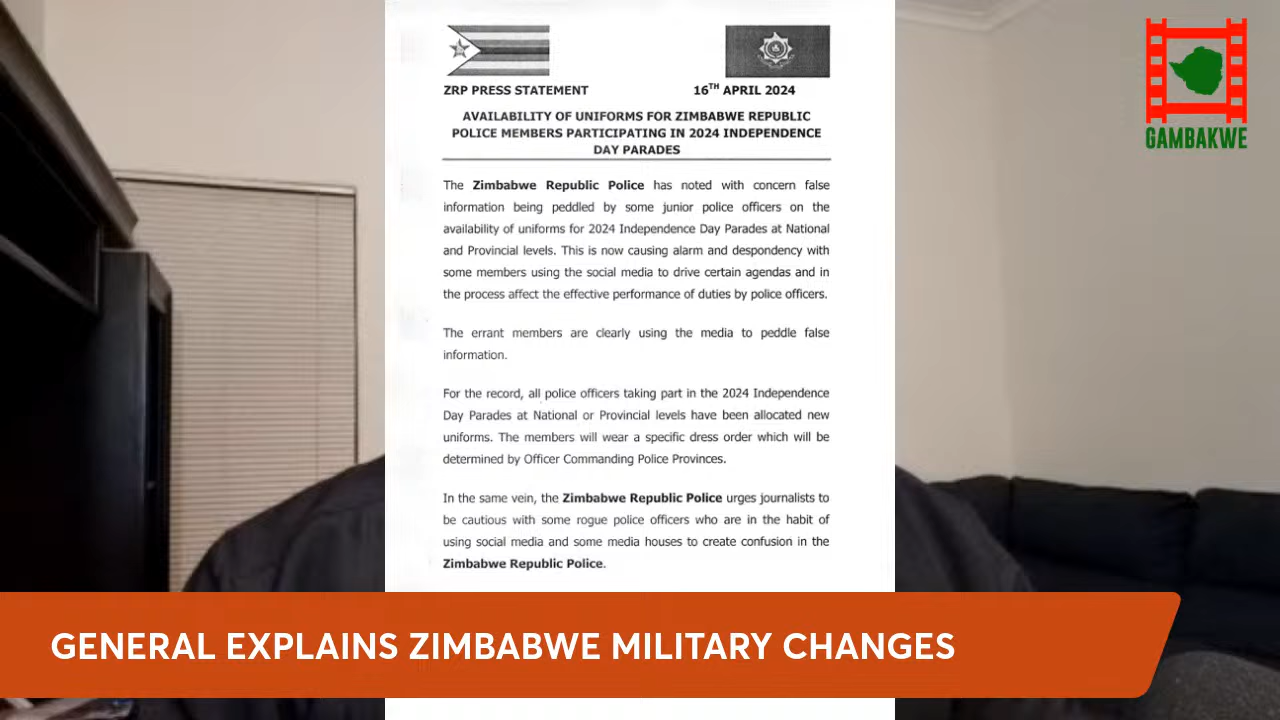 ZRP PRESS STATEMENT
16TH APRIL 2024
AVAILABILITY OF UNIFORMS FOR ZIMBABWE REPUBLIC
POLICE MEMBERS PARTICIPATING IN 2024 INDEPENDENCE
DAY PARADES
The Zimbabwe Republic Police has noted with concern false
information being peddled by some junior police officers on the
availability of uniforms for 2024 Independence Day Parades at National
and Provincial levels. This is now causing alarm and despondency with
some members using the social media to drive certain agendas and in
the process affect the effective performance of duties by police officers.
The errant members are clearly using the media to peddle false
information.
For the record, all police officers taking part in the 2024 Independence
Day Parades at National or Provincial levels have been allocated new
uniforms. The members will wear a specific dress order which will be
determined by Officer Commanding Police Provinces.
In the same vein, the Zimbabwe Republic Police urges journalists to
be cautious with some rogue police officers who are in the habit of
using social media and some media houses to create confusion in the
Zimbabwe Republic Police.
GAMBAKWE
GENERAL EXPLAINS ZIMBABWE MILITARY CHANGES